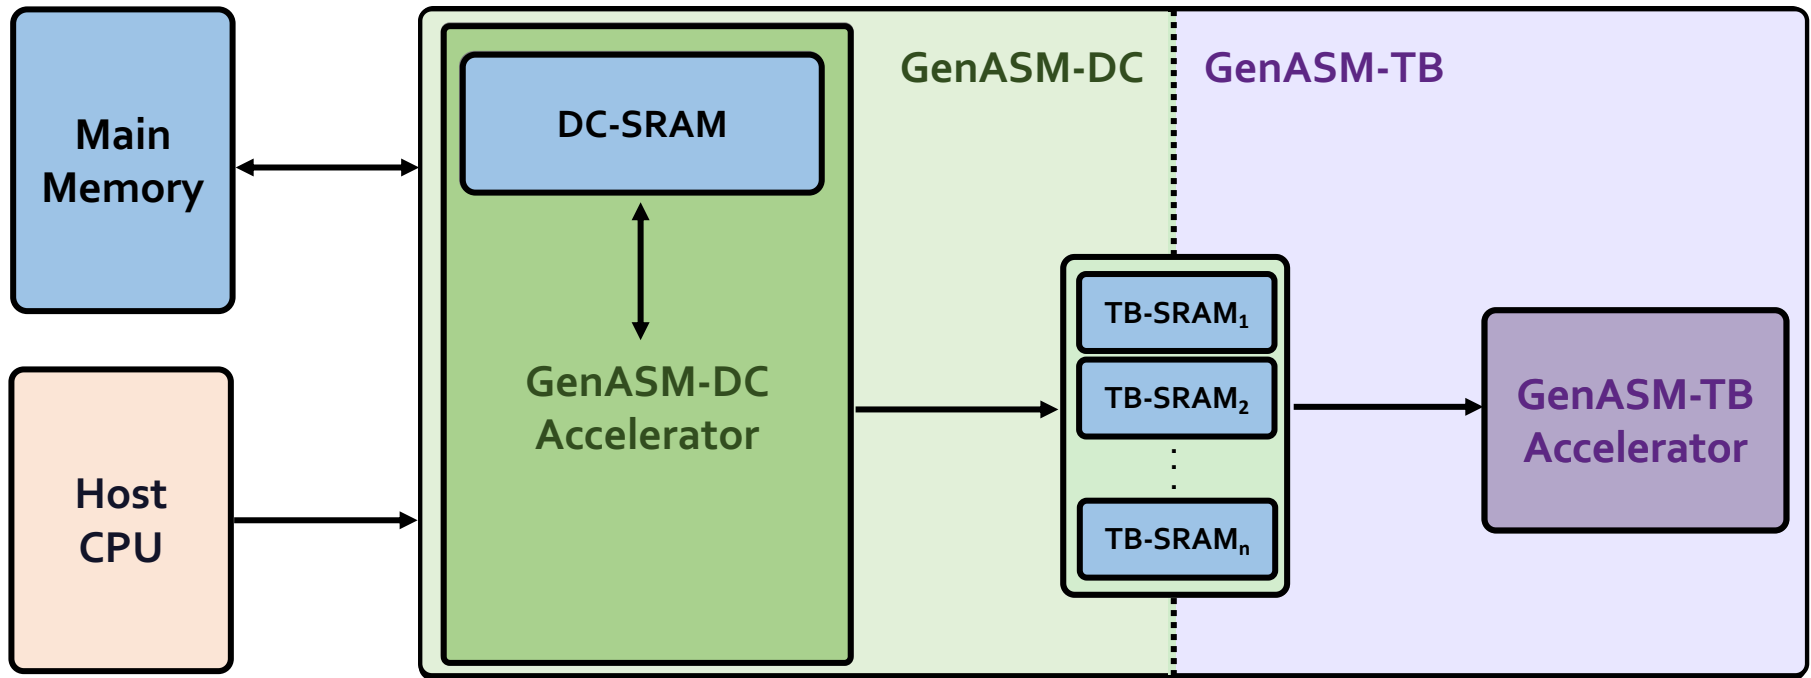 Main
Memory
Host
CPU
DC-SRAM
GenASM-DC
Accelerator
GenASM-DC
GenASM-TB
TB-SRAM₁
TB-SRAM₂
⋮
TB-SRAMₙ
GenASM-TB
Accelerator